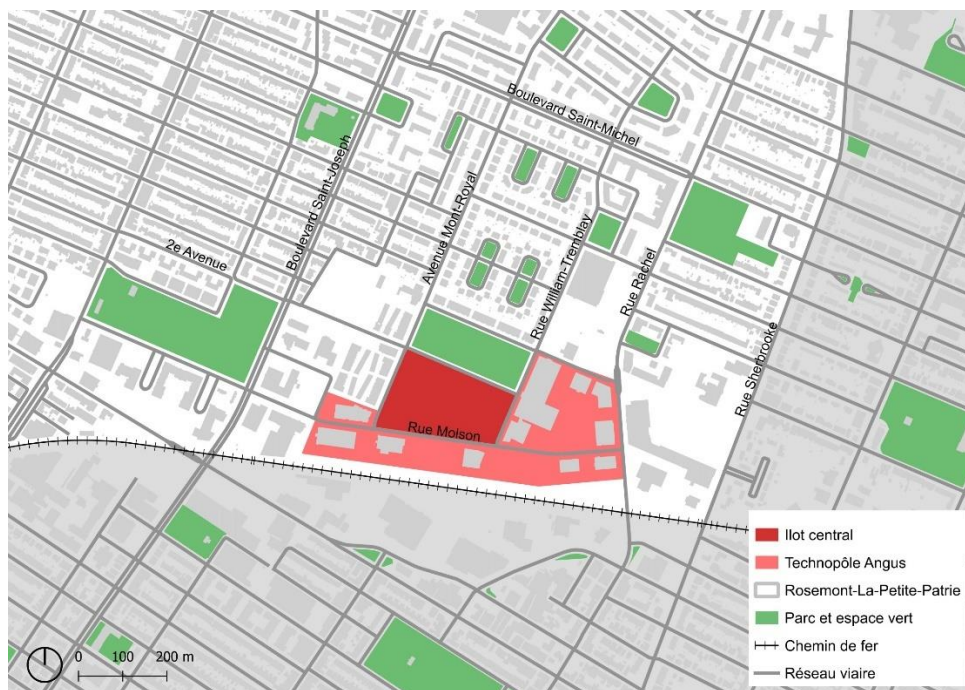 Boulevard Saint-Michel
Boulevard Saint-Joseph
Avenue Mont-Royal
2e Avenue
Rue William-Tremblay
Rue Rachel
Rue Sherbrooke
Rue Molson
Ilot central
Technopôle Angus
Rosemont-La-Petite-Patrie
Parc et espace vert
Chemin de fer
Réseau viaire
0 100 200 m